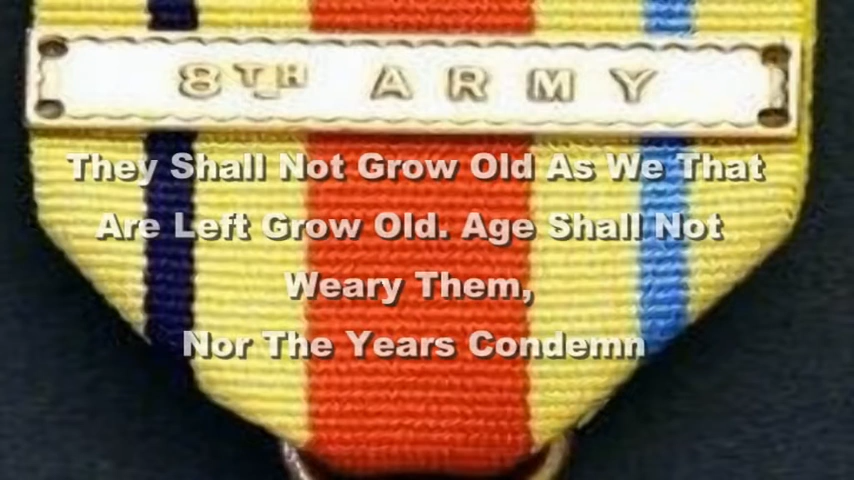 8TH ARMY
They Shall Not Grow Old As We That
Are Left Grow Old. Age Shall Not
Weary Them,
Nor The Years Condemn